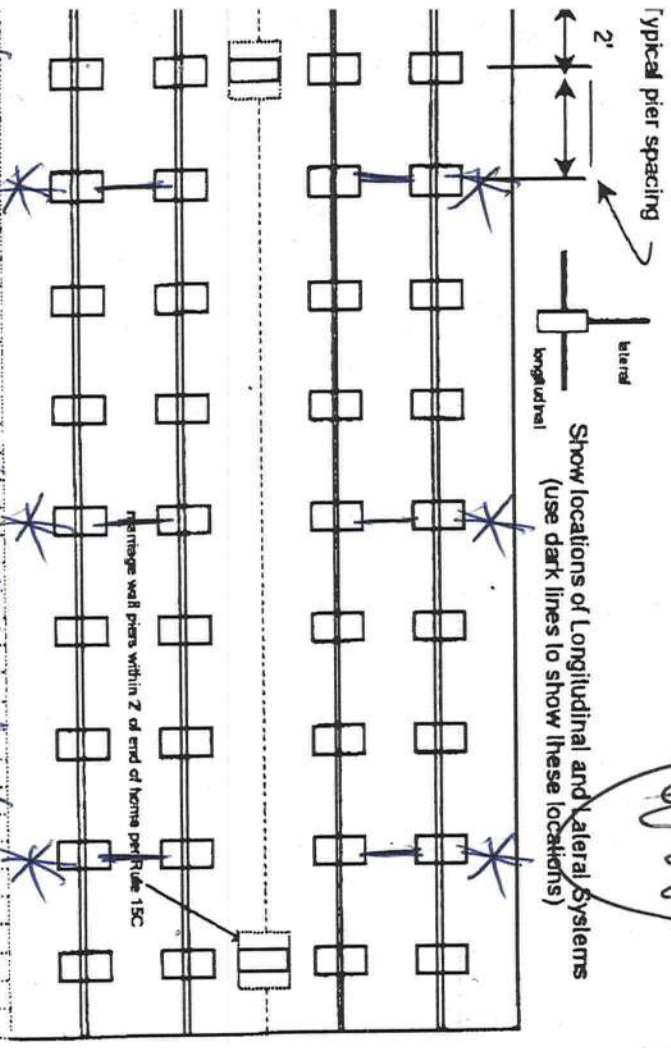 Typical pier spacing
2'
lateral
longitudinal
Show locations of Longitudinal and Lateral Systems
(use dark lines to show these locations)
marriage wall piers within 2' of end of home per Rule 15C